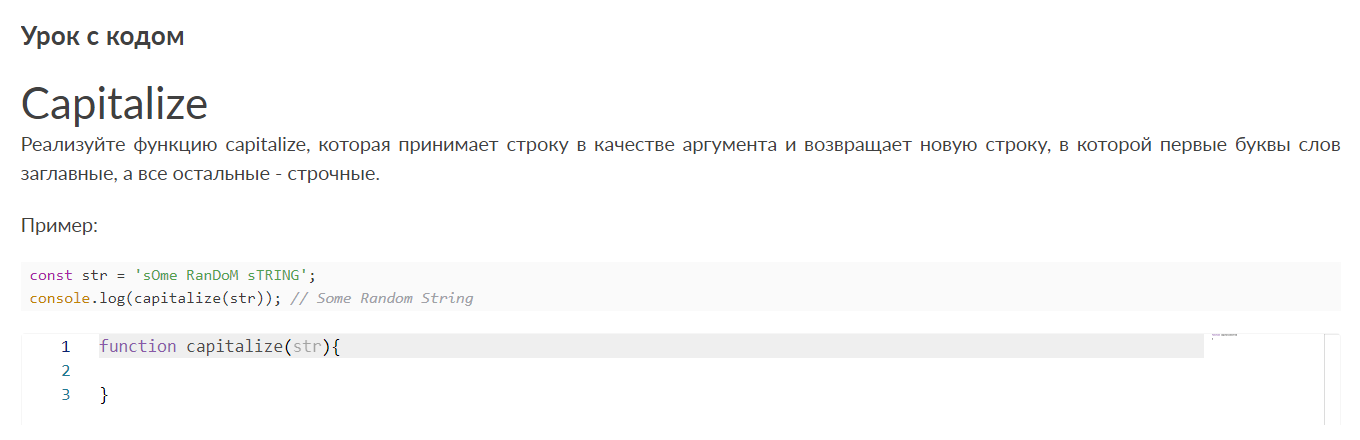 Урок с кодом
Capitalize
Реализуйте функцию capitalize, которая принимает строку в качестве аргумента и возвращает новую строку, в которой первые буквы слов
заглавные, а все остальные - строчные.
Пример:
const str = 'sOme RanDoM sTRING';
console.log(capitalize(str)); // Some Random String
1 function capitalize(str){
2
3 }